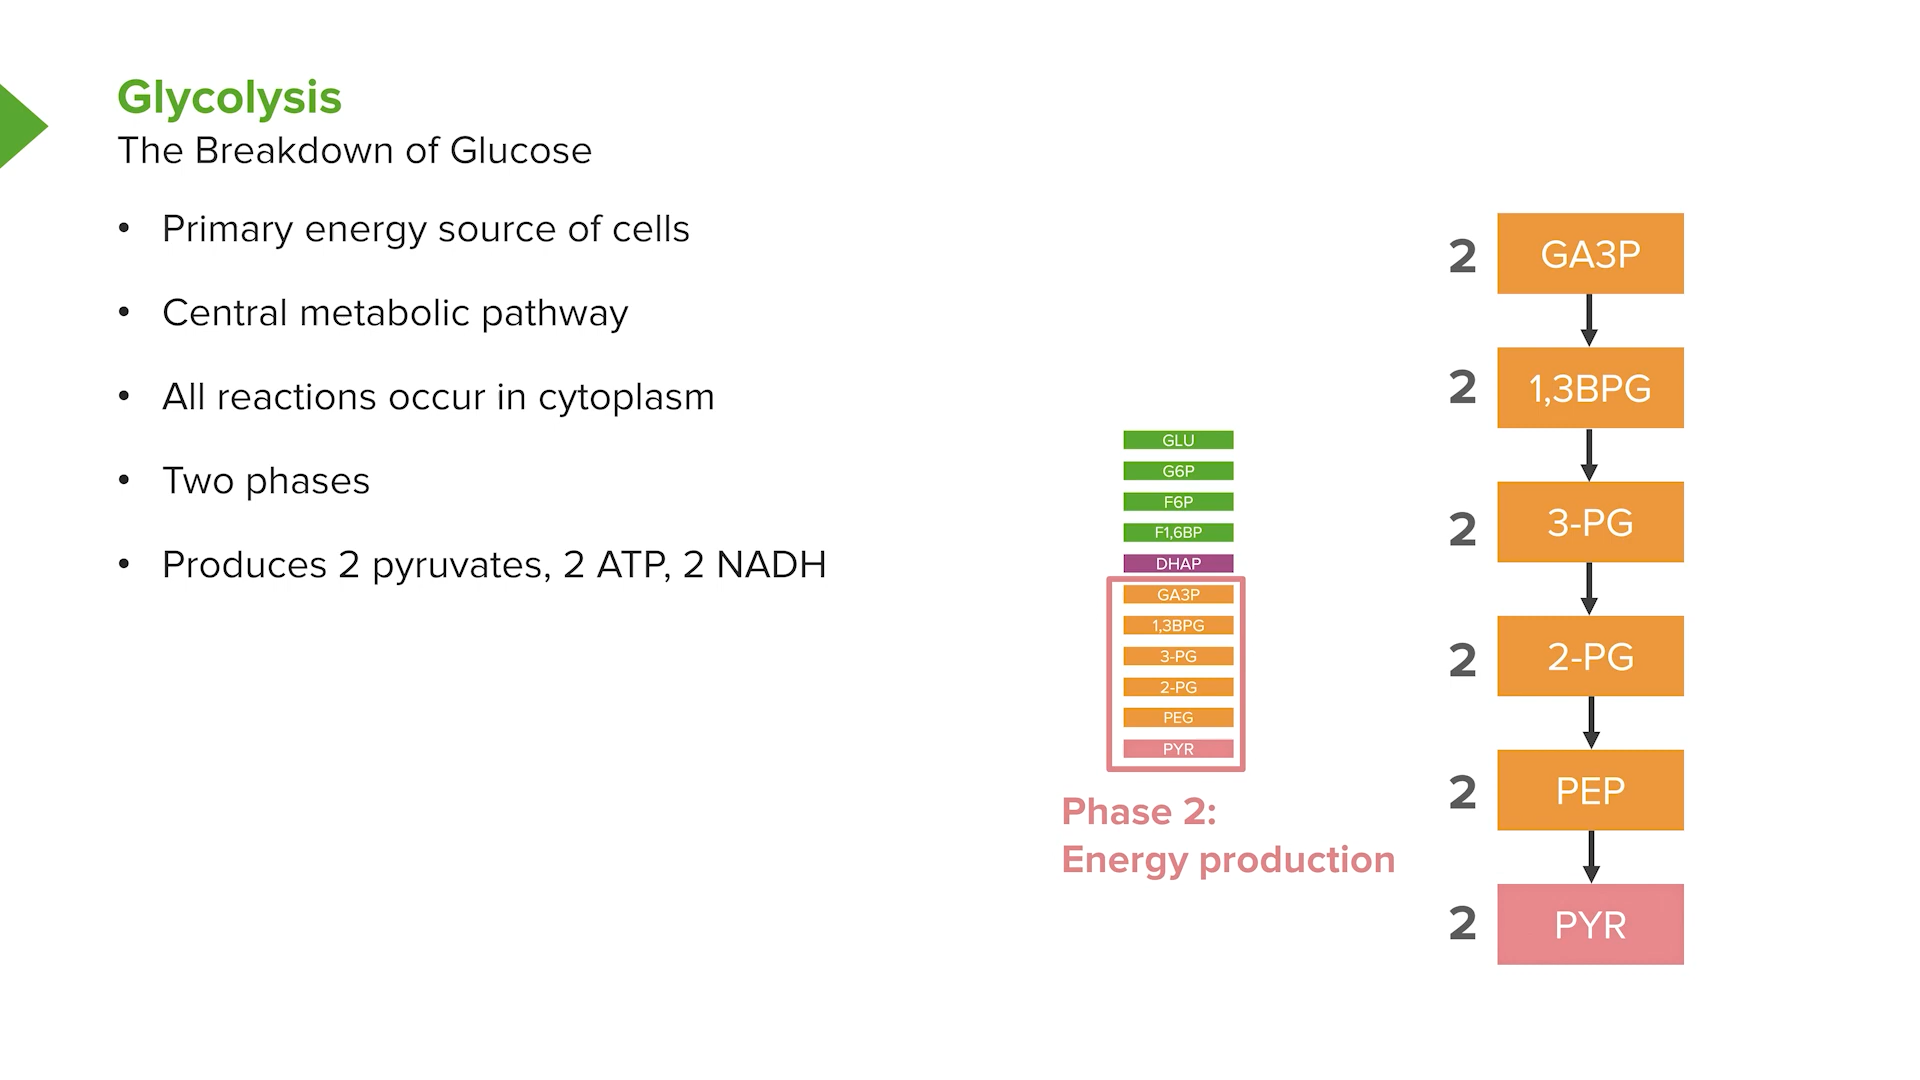 Glycolysis
The Breakdown of Glucose
• Primary energy source of cells
• Central metabolic pathway
• All reactions occur in cytoplasm
• Two phases
• Produces 2 pyruvates, 2 ATP, 2 NADH
GLU
G6P
F6P
F1,6BP
DHAP
GA3P
1,3BPG
3-PG
2-PG
PEG
PYR
Phase 2:
Energy production
2 GA3P
2 1,3BPG
2 3-PG
2 2-PG
2 PEP
2 PYR